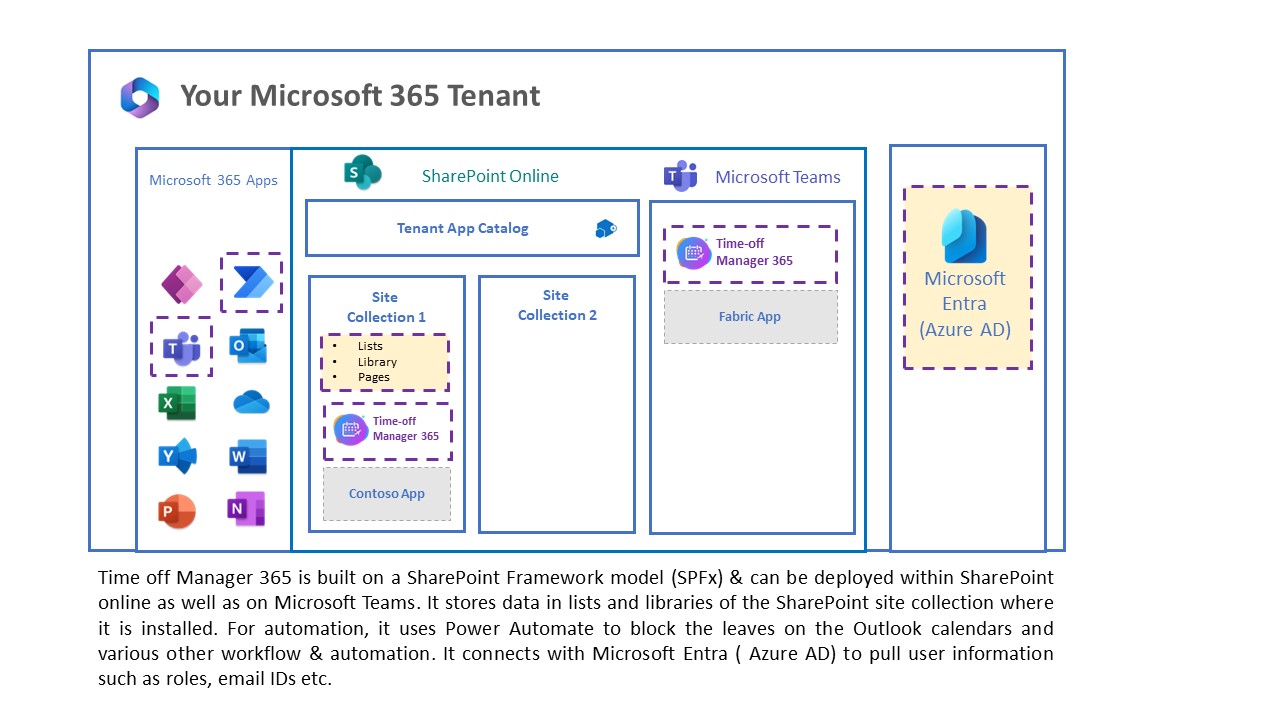 Your Microsoft 365 Tenant
Microsoft 365 Apps
SharePoint Online
Microsoft Teams
Tenant App Catalog
Site
Collection 1
• Lists
• Library
• Pages
Time-off
Manager 365
Contoso App
Site
Collection 2
Time-off
Manager 365
Fabric App
Microsoft
Entra
(Azure AD)
S
T
T
O
X
Y
W
P
N
Time off Manager 365 is built on a SharePoint Framework model (SPFx) & can be deployed within SharePoint
online as well as on Microsoft Teams. It stores data in lists and libraries of the SharePoint site collection where
it is installed. For automation, it uses Power Automate to block the leaves on the Outlook calendars and
various other workflow & automation. It connects with Microsoft Entra ( Azure AD) to pull user information
such as roles, email IDs etc.